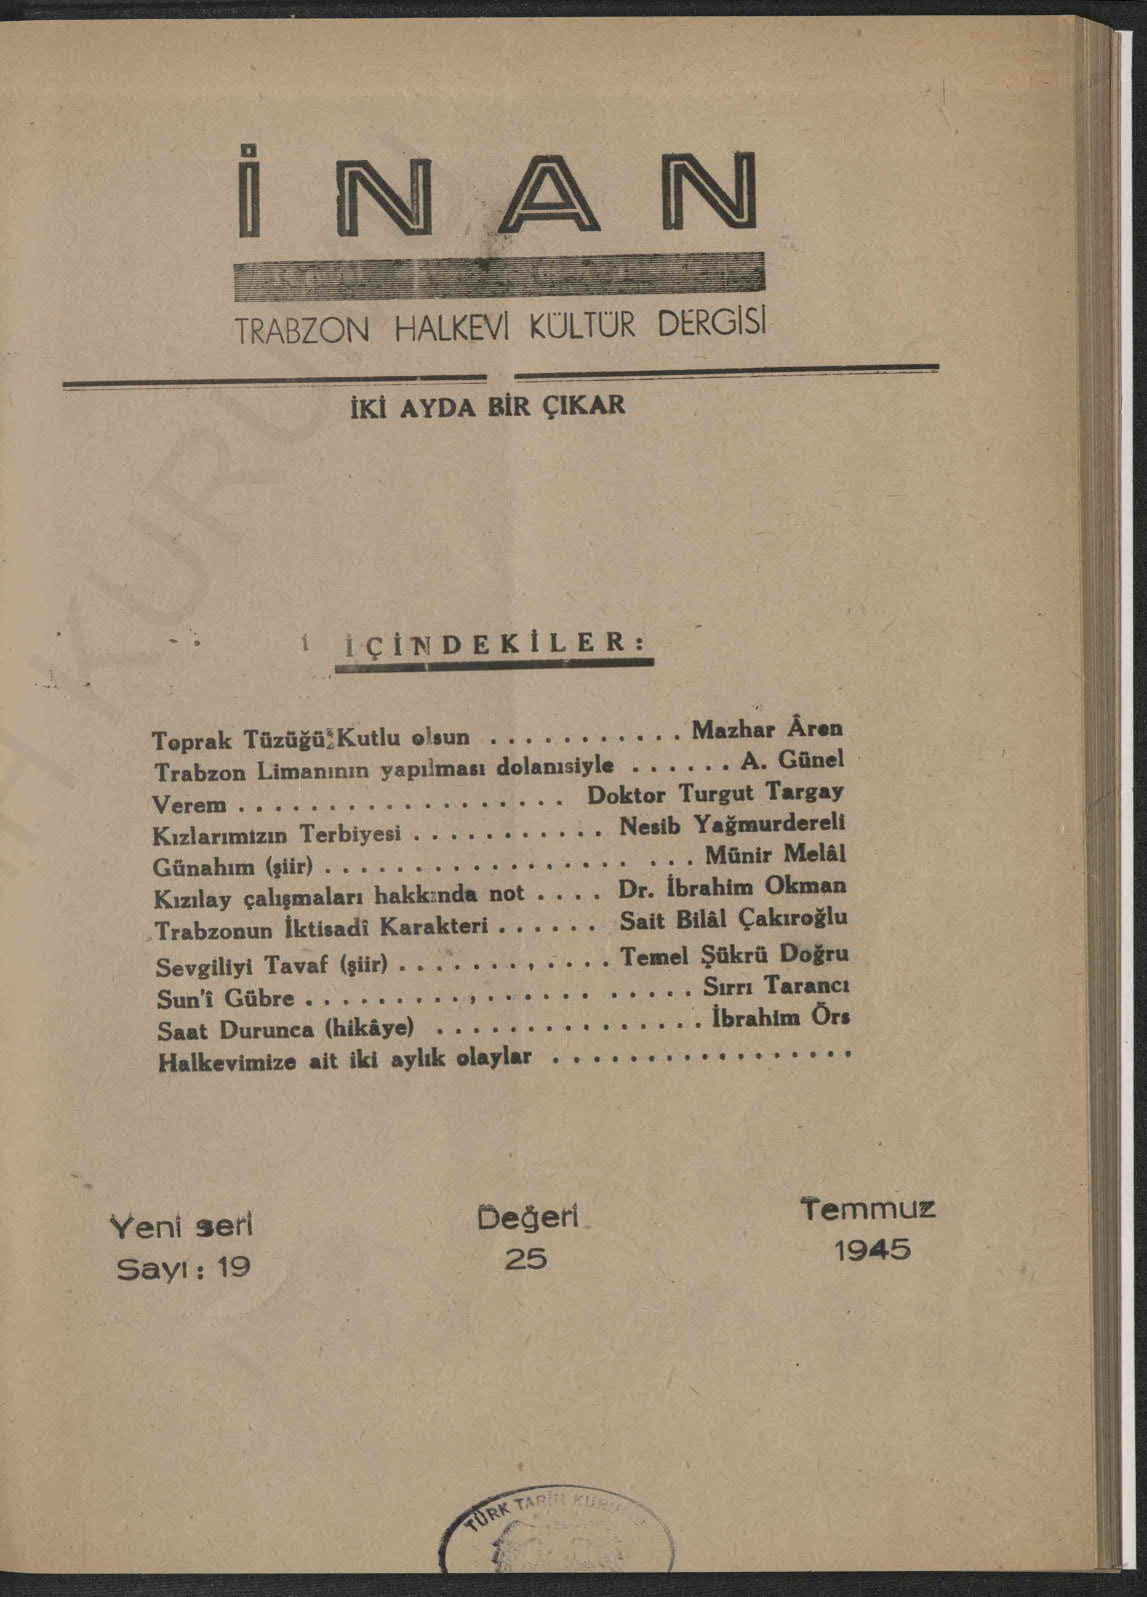 İNAN
TRABZON HALKEVİ KÜLTÜR DERGİSİ
İKİ AYDA BİR ÇIKAR
İÇİNDEKİLER:
Toprak Tüzüğü Kutlu olsun . . . . . . . . . . . Mazhar Âren
Trabzon Limanının yapılması dolanısiyle . . . . . . A. Günel
Verem . . . . . . . . . . . . . . . . . . Doktor Turgut Targay
Kızlarımızın Terbiyesi . . . . . . . . . . . Nesib Yağmurdereli
Günahım (şiir) . . . . . . . . . . . . . . . . . . . . Münir Melâl
Kızılay çalışmaları hakkında not . . . . Dr. İbrahim Okman
Trabzonun İktisadî Karakteri . . . . . . Sait Bilâl Çakıroğlu
Sevgiliyi Tavaf (şiir) . . . . . . . . . . . . Temel Şükrü Doğru
Sun'î Gübre . . . . . . . . . . . . . . . . . . . . . Sırrı Tarancı
Saat Durunca (hikâye) . . . . . . . . . . . . . . . İbrahim Örs
Halkevimize ait iki aylık olaylar . . . . . . . . . . . . . . . . .
Yeni seri Değeri Temmuz
Sayı : 19 25 1945
TÜRK TARİH KURUMU
KURUMU